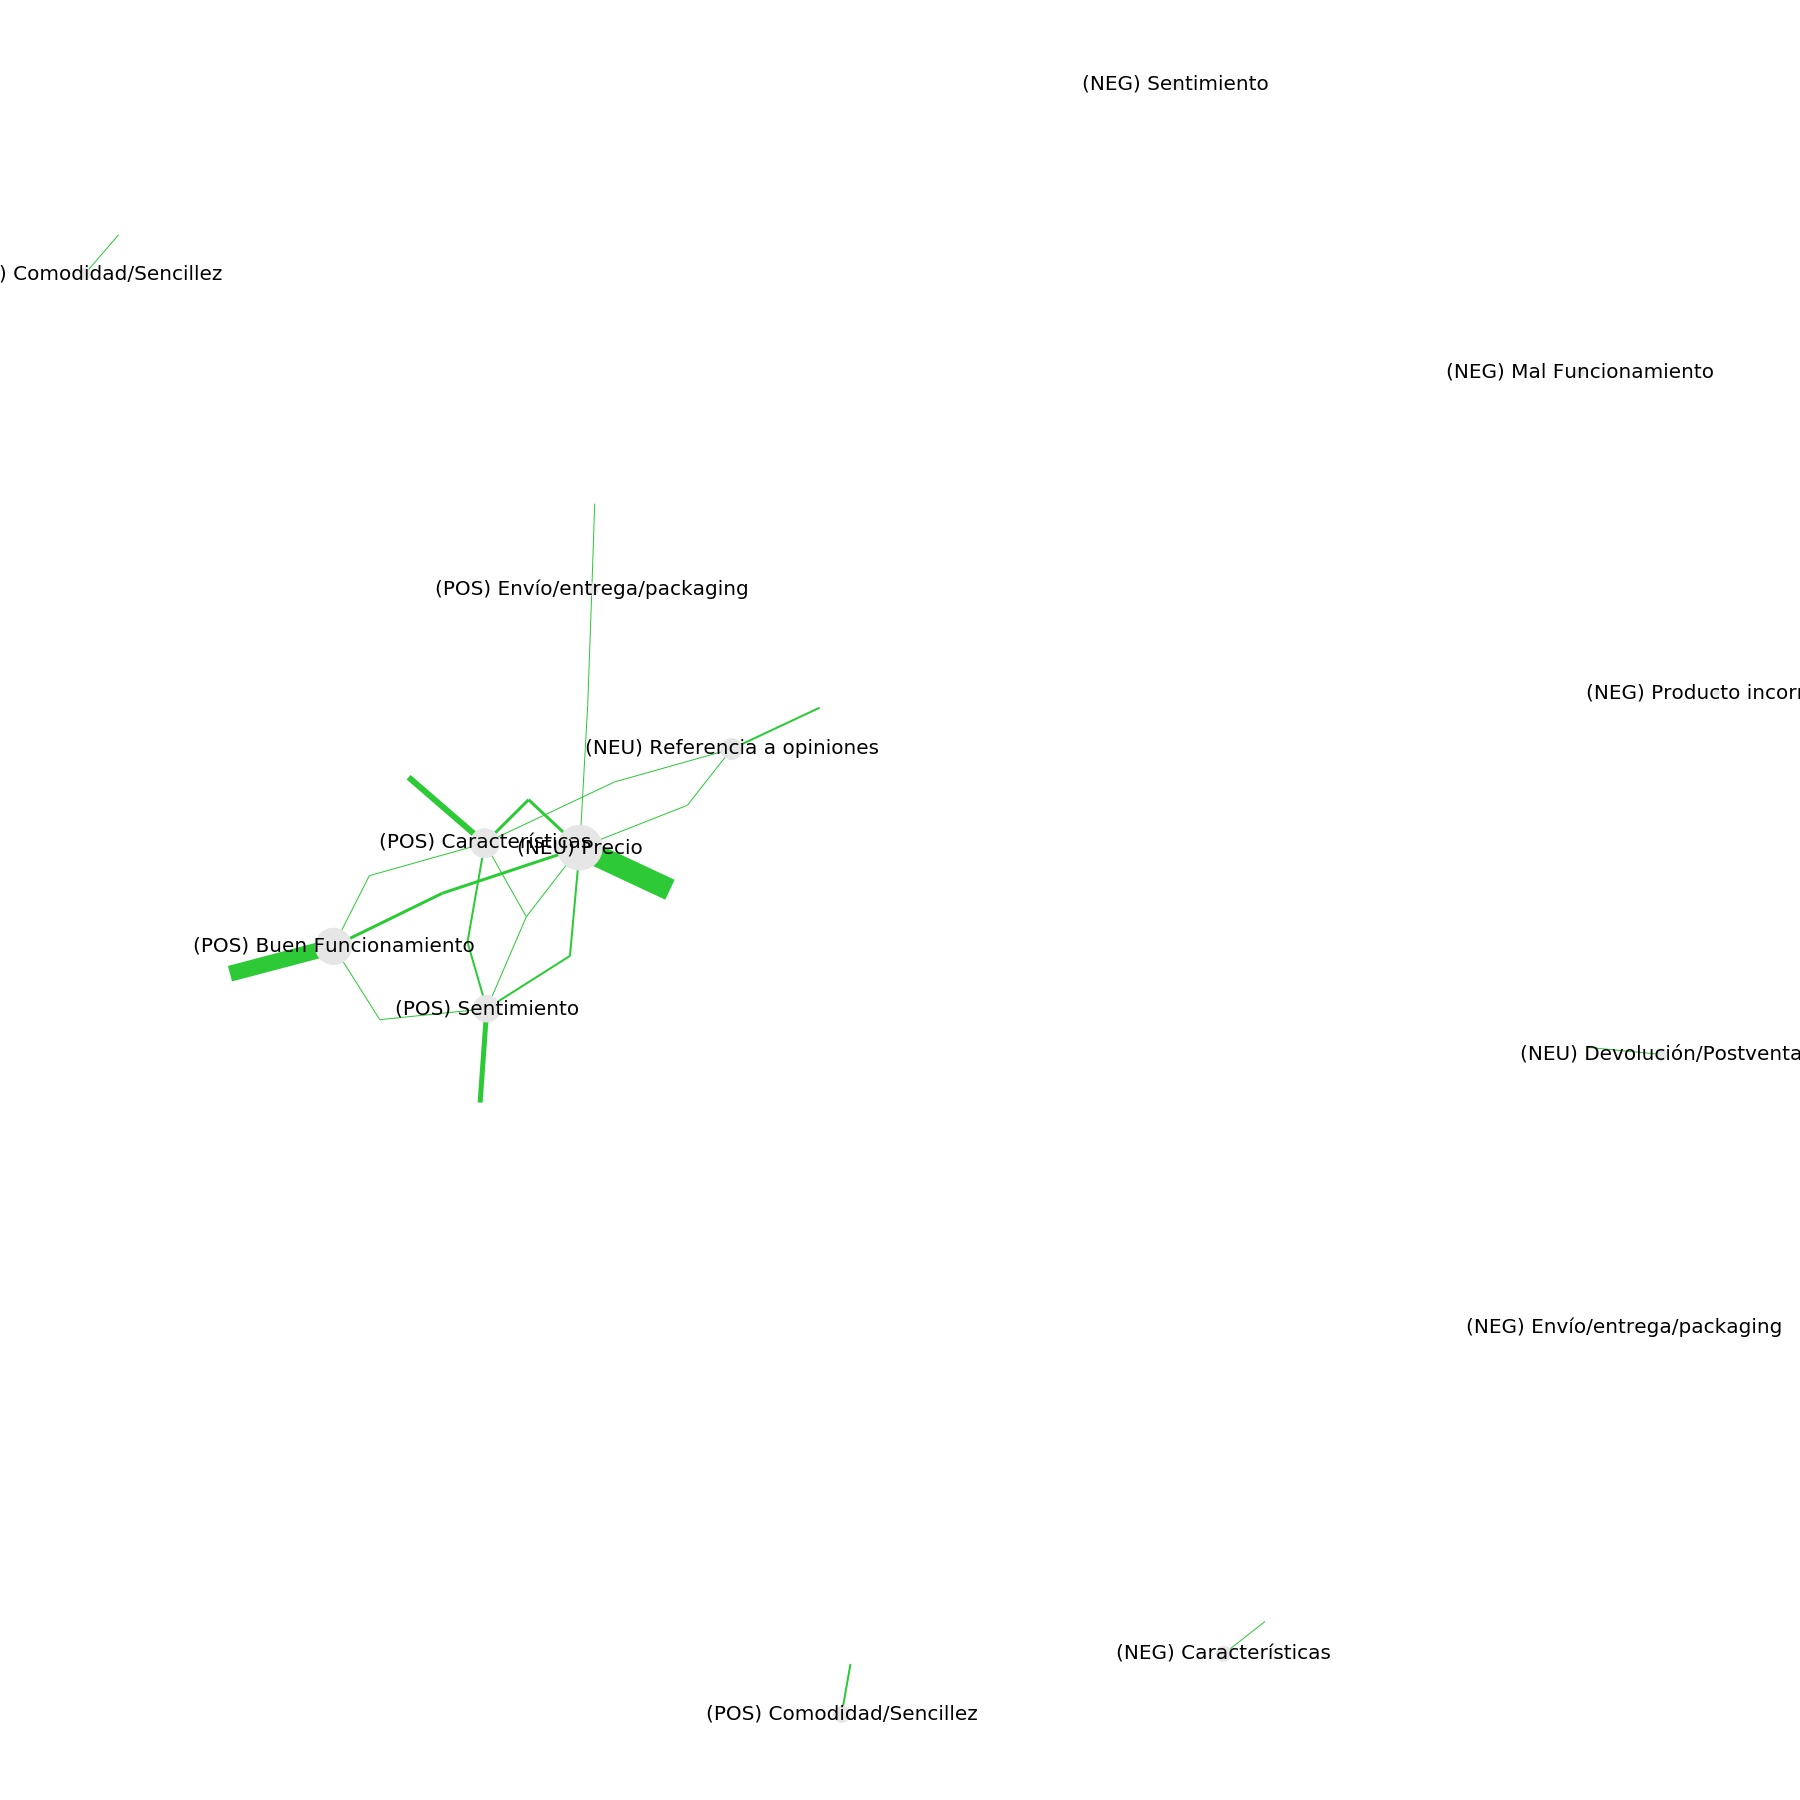 (NEG) Sentimiento
) Comodidad/Sencillez
(NEG) Mal Funcionamiento
(POS) Envío/entrega/packaging
(NEG) Producto incorr
(NEU) Referencia a opiniones
(POS) Características
(NEU) Precio
(POS) Buen Funcionamiento
(POS) Sentimiento
(NEU) Devolución/Postventa
(NEG) Envío/entrega/packaging
(NEG) Características
(POS) Comodidad/Sencillez